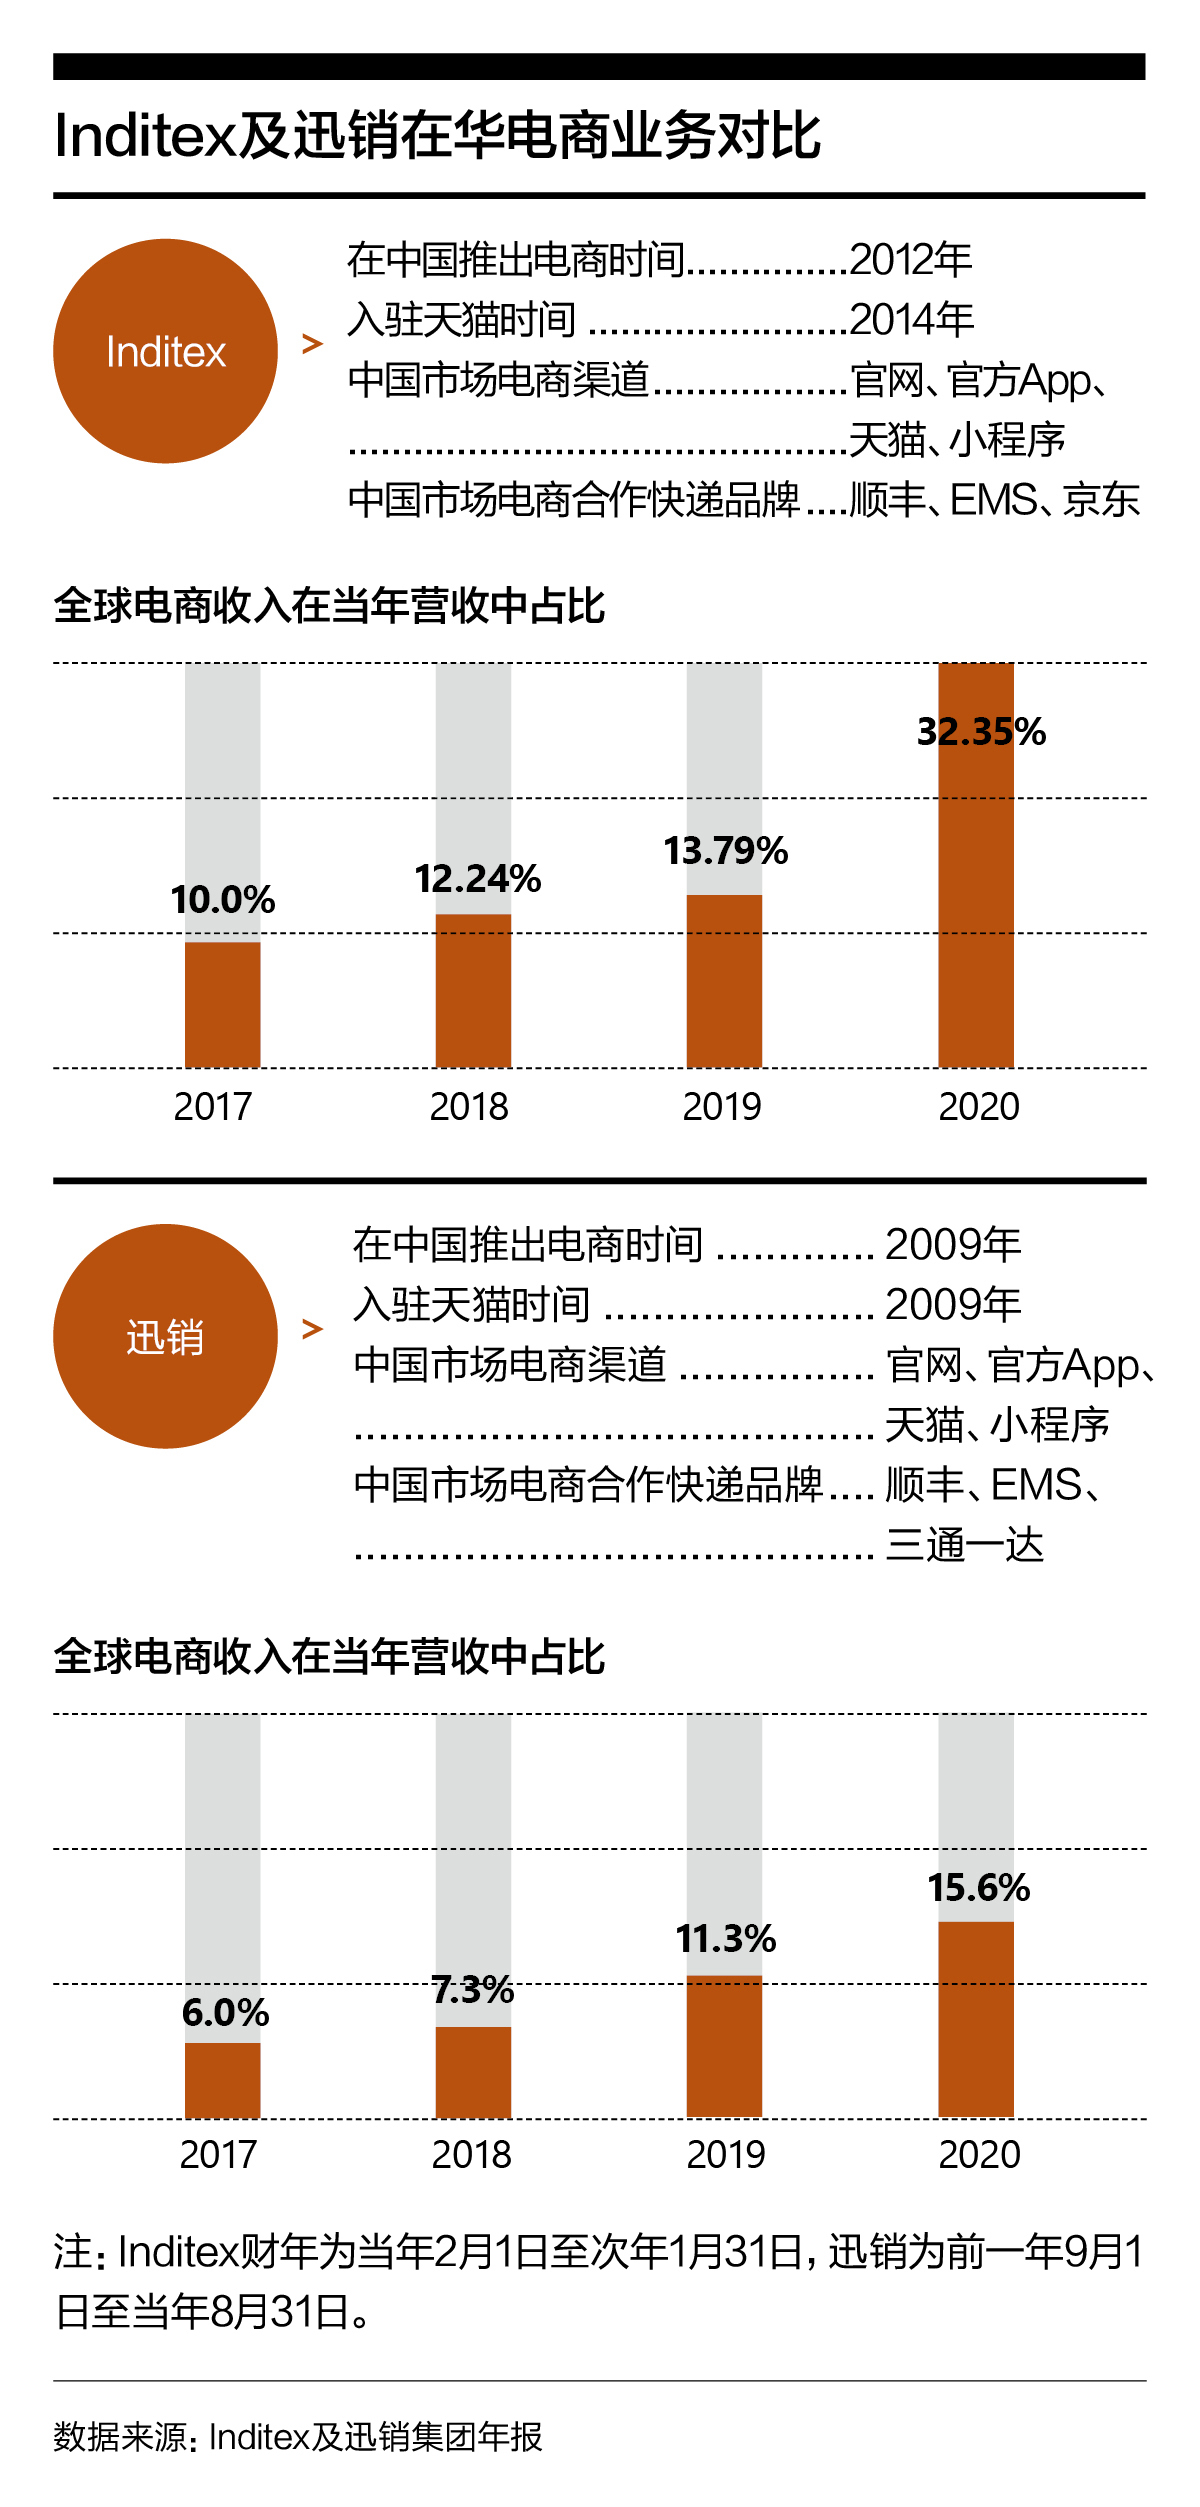 Inditex及迅销在华电商业务对比
Inditex
>
在中国推出电商时间................2012年
入驻天猫时间..........................2014年
中国市场电商渠道....................官网、官方App、
..................................................天猫、小程序
中国市场电商合作快递品牌....顺丰、EMS、京东
全球电商收入在当年营收中占比
32.35%
13.79%
12.24%
10.0%
2017 2018 2019 2020
迅销
>
在中国推出电商时间 ............. 2009年
入驻天猫时间 ...................... 2009年
中国市场电商渠道 ................ 官网、官方App、
.......................................... 天猫、小程序
中国市场电商合作快递品牌.... 顺丰、EMS、
.......................................... 三通一达
全球电商收入在当年营收中占比
15.6%
11.3%
7.3%
6.0%
2017 2018 2019 2020
注：Inditex财年为当年2月1日至次年1月31日，迅销为前一年9月1
日至当年8月31日。
数据来源：Inditex及迅销集团年报